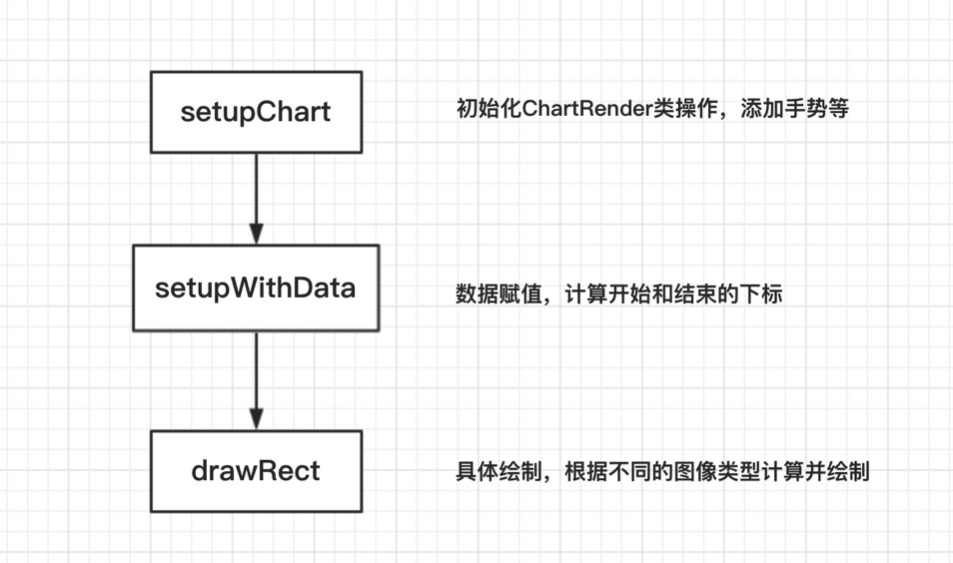 setupChart
初始化ChartRender类操作，添加手势等
setupWithData
数据赋值，计算开始和结束的下标
drawRect
具体绘制，根据不同的图像类型计算并绘制